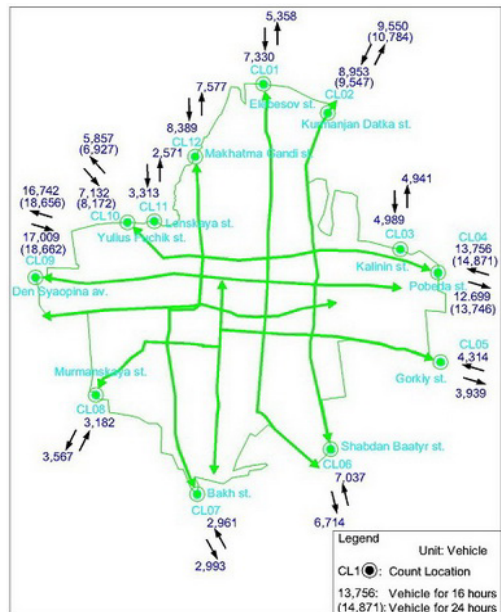 5,358
7,330
CL01
Elebesov st.
9,550
(10,784)
8,953
(9,547)
CL02
Kurmanjan Datka st.
7,577
8,389
CL12
Makhatma Gandi st.
5,857
(6,927)
7,132
(8,172)
CL10
Yulius Fuchik st.
2,571
3,313
CL11
Lenskaya st.
16,742
(18,656)
17,009
(18,662)
CL09
Den Syaopina av.
4,941
4,989
CL03
Kalinin st.
CL04
13,756
(14,871)
Pobeda st.
12,699
(13,746)
CL05
4,314
Gorkiy st.
3,939
Murmanskaya st.
CL08
3,182
3,567
Shabdan Baatyr st.
CL06
7,037
6,714
Bakh st.
CL07
2,961
2,993
Legend
Unit: Vehicle
CL1 : Count Location
13,756: Vehicle for 16 hours
(14,871): Vehicle for 24 hours